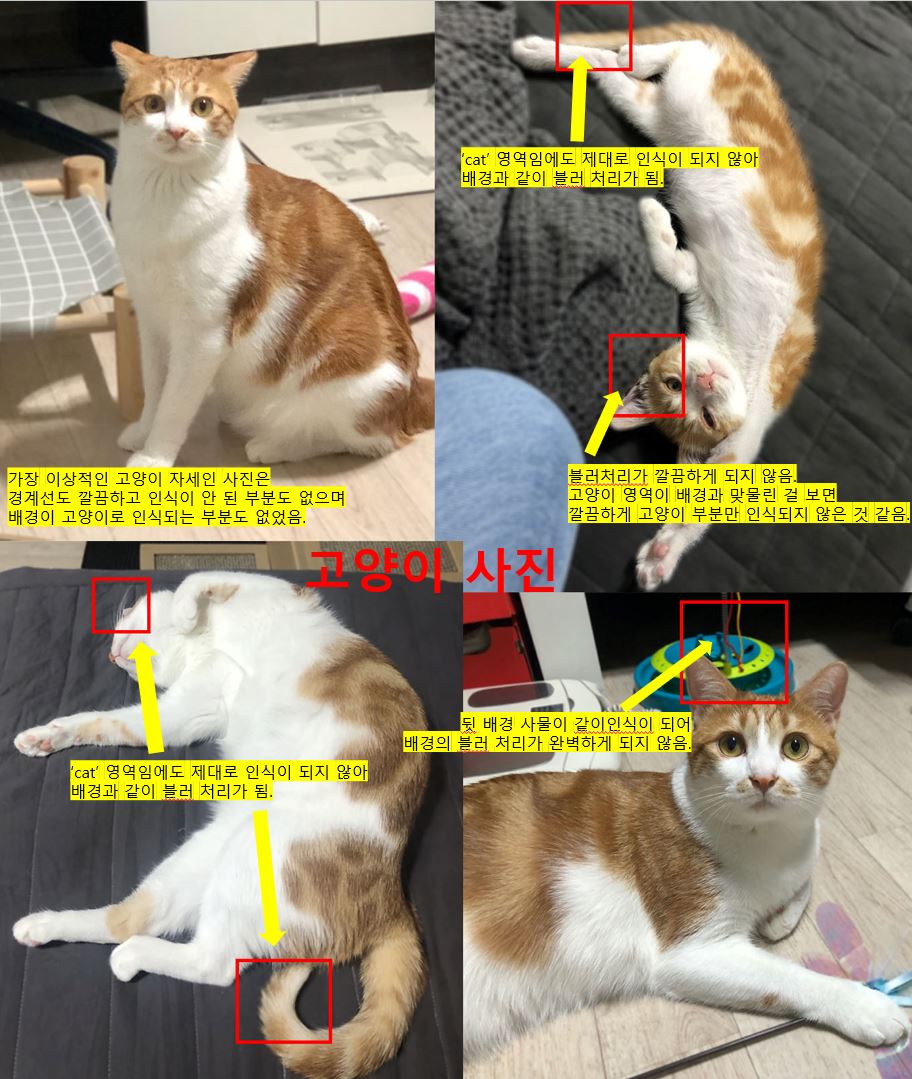 가장 이상적인 고양이 자세인 사진은
경계선도 깔끔하고 인식이 안 된 부분도 없으며
배경이 고양이로 인식되는 부분도 없었음.
'cat' 영역임에도 제대로 인식이 되지 않아
배경과 같이 블러 처리가 됨.
블러처리가 깔끔하게 되지 않음.
고양이 영역이 배경과 맞물린 걸 보면
깔끔하게 고양이 부분만 인식되지 않은 것 같음.
고양이 사진
'cat' 영역임에도 제대로 인식이 되지 않아
배경과 같이 블러 처리가 됨.
뒷 배경 사물이 같이인식이 되어
배경의 블러 처리가 완벽하게 되지 않음.